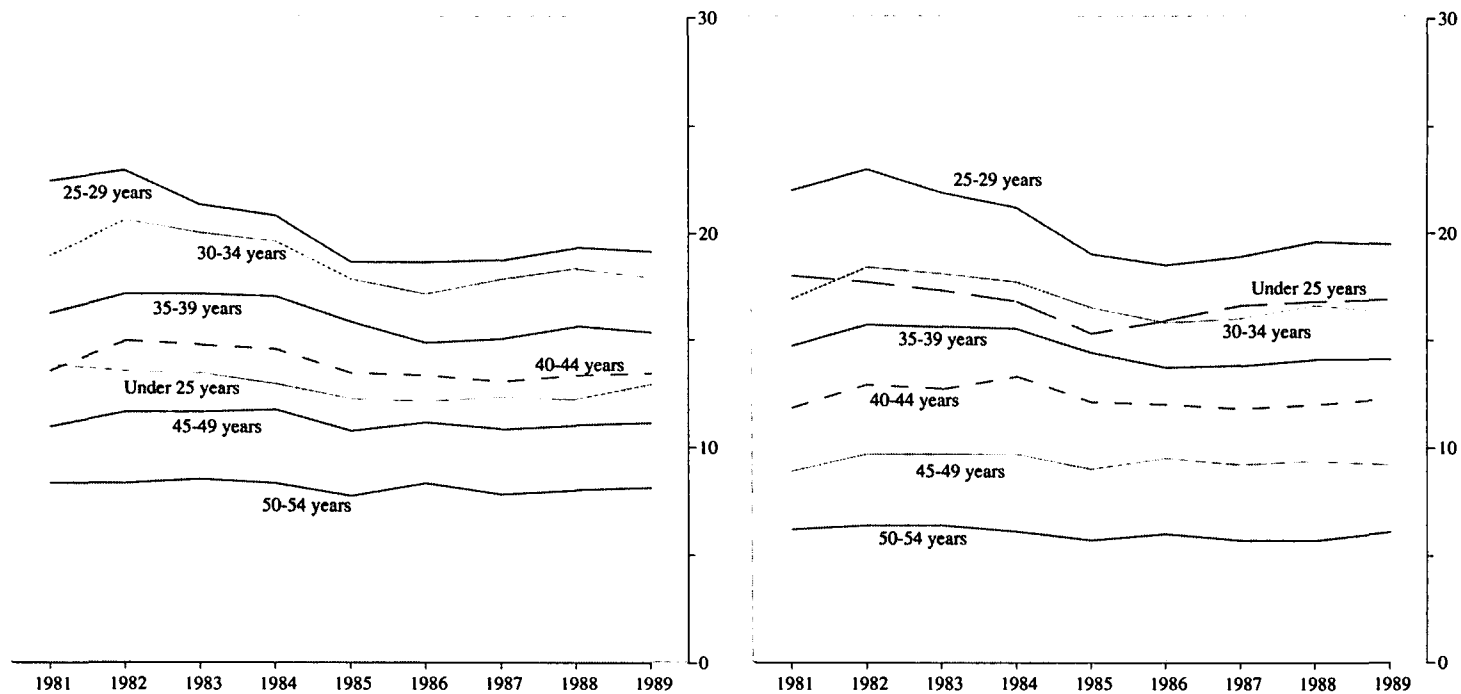 30
25-29 years
30-34 years
20
35-39 years
40-44 years
Under 25 years
45-49 years
10
50-54 years
0
1981 1982 1983 1984 1985 1986 1987 1988 1989
30
25-29 years
20
Under 25 years
30-34 years
35-39 years
40-44 years
10
45-49 years
50-54 years
0
1981 1982 1983 1984 1985 1986 1987 1988 1989